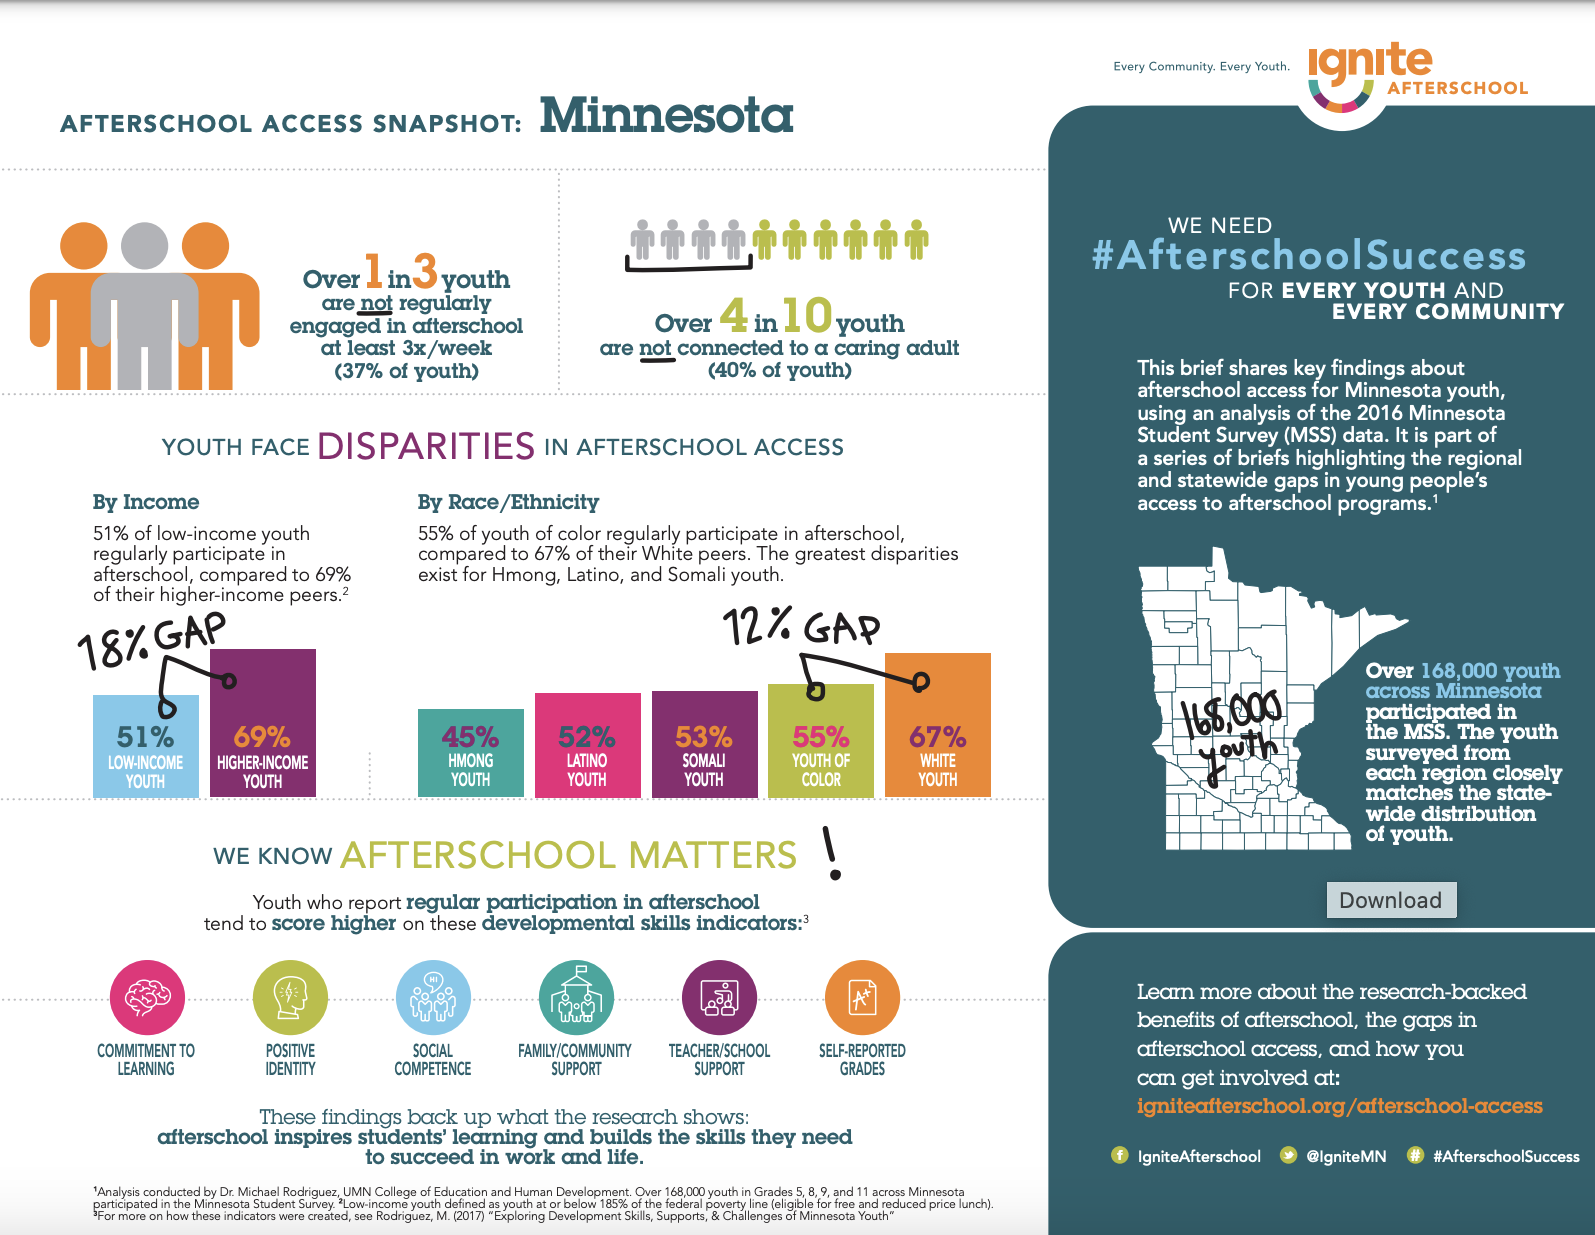 Every Community. Every Youth.
ignite
AFTERSCHOOL
AFTERSCHOOL ACCESS SNAPSHOT: Minnesota
Over 1 in 3 youth
are not regularly
engaged in afterschool
at least 3x/week
(37% of youth)
Over 4 in 10 youth
are not connected to a caring adult
(40% of youth)
YOUTH FACE DISPARITIES IN AFTERSCHOOL ACCESS
By Income
51% of low-income youth
regularly participate in
afterschool, compared to 69%
of their higher-income peers.²
18% GAP
51%
LOW-INCOME
YOUTH
69%
HIGHER-INCOME
YOUTH
By Race/Ethnicity
55% of youth of color regularly participate in afterschool,
compared to 67% of their White peers. The greatest disparities
exist for Hmong, Latino, and Somali youth.
12% GAP
45%
HMONG
YOUTH
52%
LATINO
YOUTH
53%
SOMALI
YOUTH
55%
YOUTH OF
COLOR
67%
WHITE
YOUTH
WE KNOW AFTERSCHOOL MATTERS !
Youth who report regular participation in afterschool
tend to score higher on these developmental skills indicators:³
HI
A+
COMMITMENT TO
LEARNING
POSITIVE
IDENTITY
SOCIAL
COMPETENCE
FAMILY/COMMUNITY
SUPPORT
TEACHER/SCHOOL
SUPPORT
SELF-REPORTED
GRADES
These findings back up what the research shows:
afterschool inspires students' learning and builds the skills they need
to succeed in work and life.
¹Analysis conducted by Dr. Michael Rodriguez, UMN College of Education and Human Development. Over 168,000 youth in Grades 5, 8, 9, and 11 across Minnesota
participated in the Minnesota Student Survey. ²Low-income youth defined as youth at or below 185% of the federal poverty line (eligible for free and reduced price lunch).
³For more on how these indicators were created, see Rodriguez, M. (2017) "Exploring Development Skills, Supports, & Challenges of Minnesota Youth"
WE NEED
#AfterschoolSuccess
FOR EVERY YOUTH AND
EVERY COMMUNITY
This brief shares key findings about
afterschool access for Minnesota youth,
using an analysis of the 2016 Minnesota
Student Survey (MSS) data. It is part of
a series of briefs highlighting the regional
and statewide gaps in young people's
access to afterschool programs.¹
168,000
youth
Over 168,000 youth
across Minnesota
participated in
the MSS. The youth
surveyed from
each region closely
matches the state-
wide distribution
of youth.
Download
Learn more about the research-backed
benefits of afterschool, the gaps in
afterschool access, and how you
can get involved at:
igniteafterschool.org/afterschool-access
f IgniteAfterschool @IgniteMN # #AfterschoolSuccess